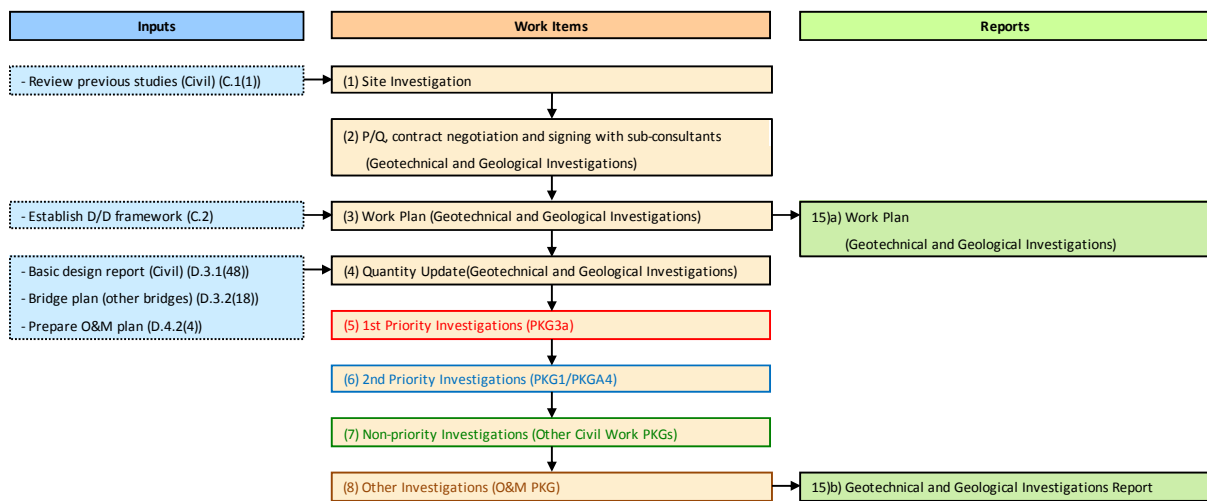 Inputs
Work Items
Reports
- Review previous studies (Civil) (C.1(1))
(1) Site Investigation
(2) P/Q, contract negotiation and signing with sub-consultants
(Geotechnical and Geological Investigations)
- Establish D/D framework (C.2)
(3) Work Plan (Geotechnical and Geological Investigations)
15)a) Work Plan
(Geotechnical and Geological Investigations)
- Basic design report (Civil) (D.3.1(48))
- Bridge plan (other bridges) (D.3.2(18))
- Prepare O&M plan (D.4.2(4))
(4) Quantity Update(Geotechnical and Geological Investigations)
(5) 1st Priority Investigations (PKG3a)
(6) 2nd Priority Investigations (PKG1/PKGA4)
(7) Non-priority Investigations (Other Civil Work PKGs)
(8) Other Investigations (O&M PKG)
15)b) Geotechnical and Geological Investigations Report